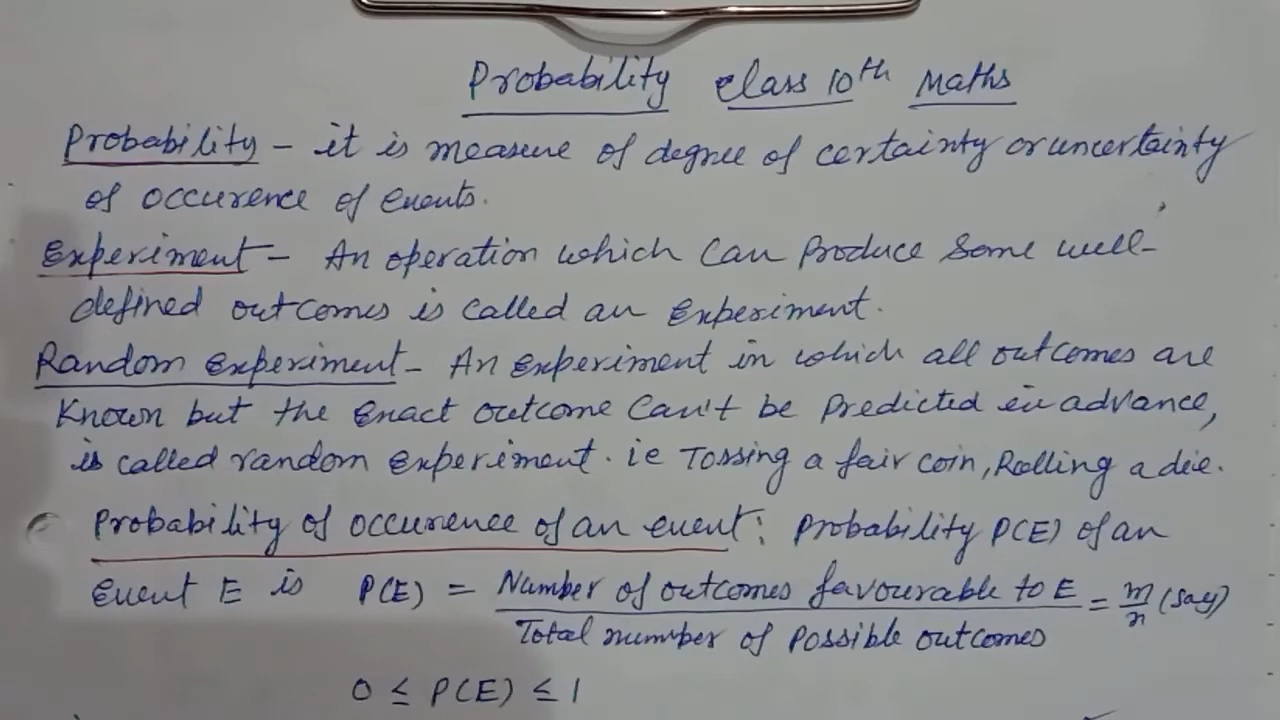 Probability class 10th Maths
Probability - it is measure of degree of certainty or uncertainty
of occurence of events.
Experiment - An operation which can produce some well-
defined outcomes is called an experiment.
Random experiment - An experiment in which all outcomes are
known but the exact outcome can't be predicted in advance,
is called random experiment. ie Tossing a fair coin, Rolling a die.
Probability of occurence of an event: Probability P(E) of an
event E is P(E) = Number of outcomes favourable to E / Total number of possible outcomes = m/n (say)
0 ≤ P(E) ≤ 1